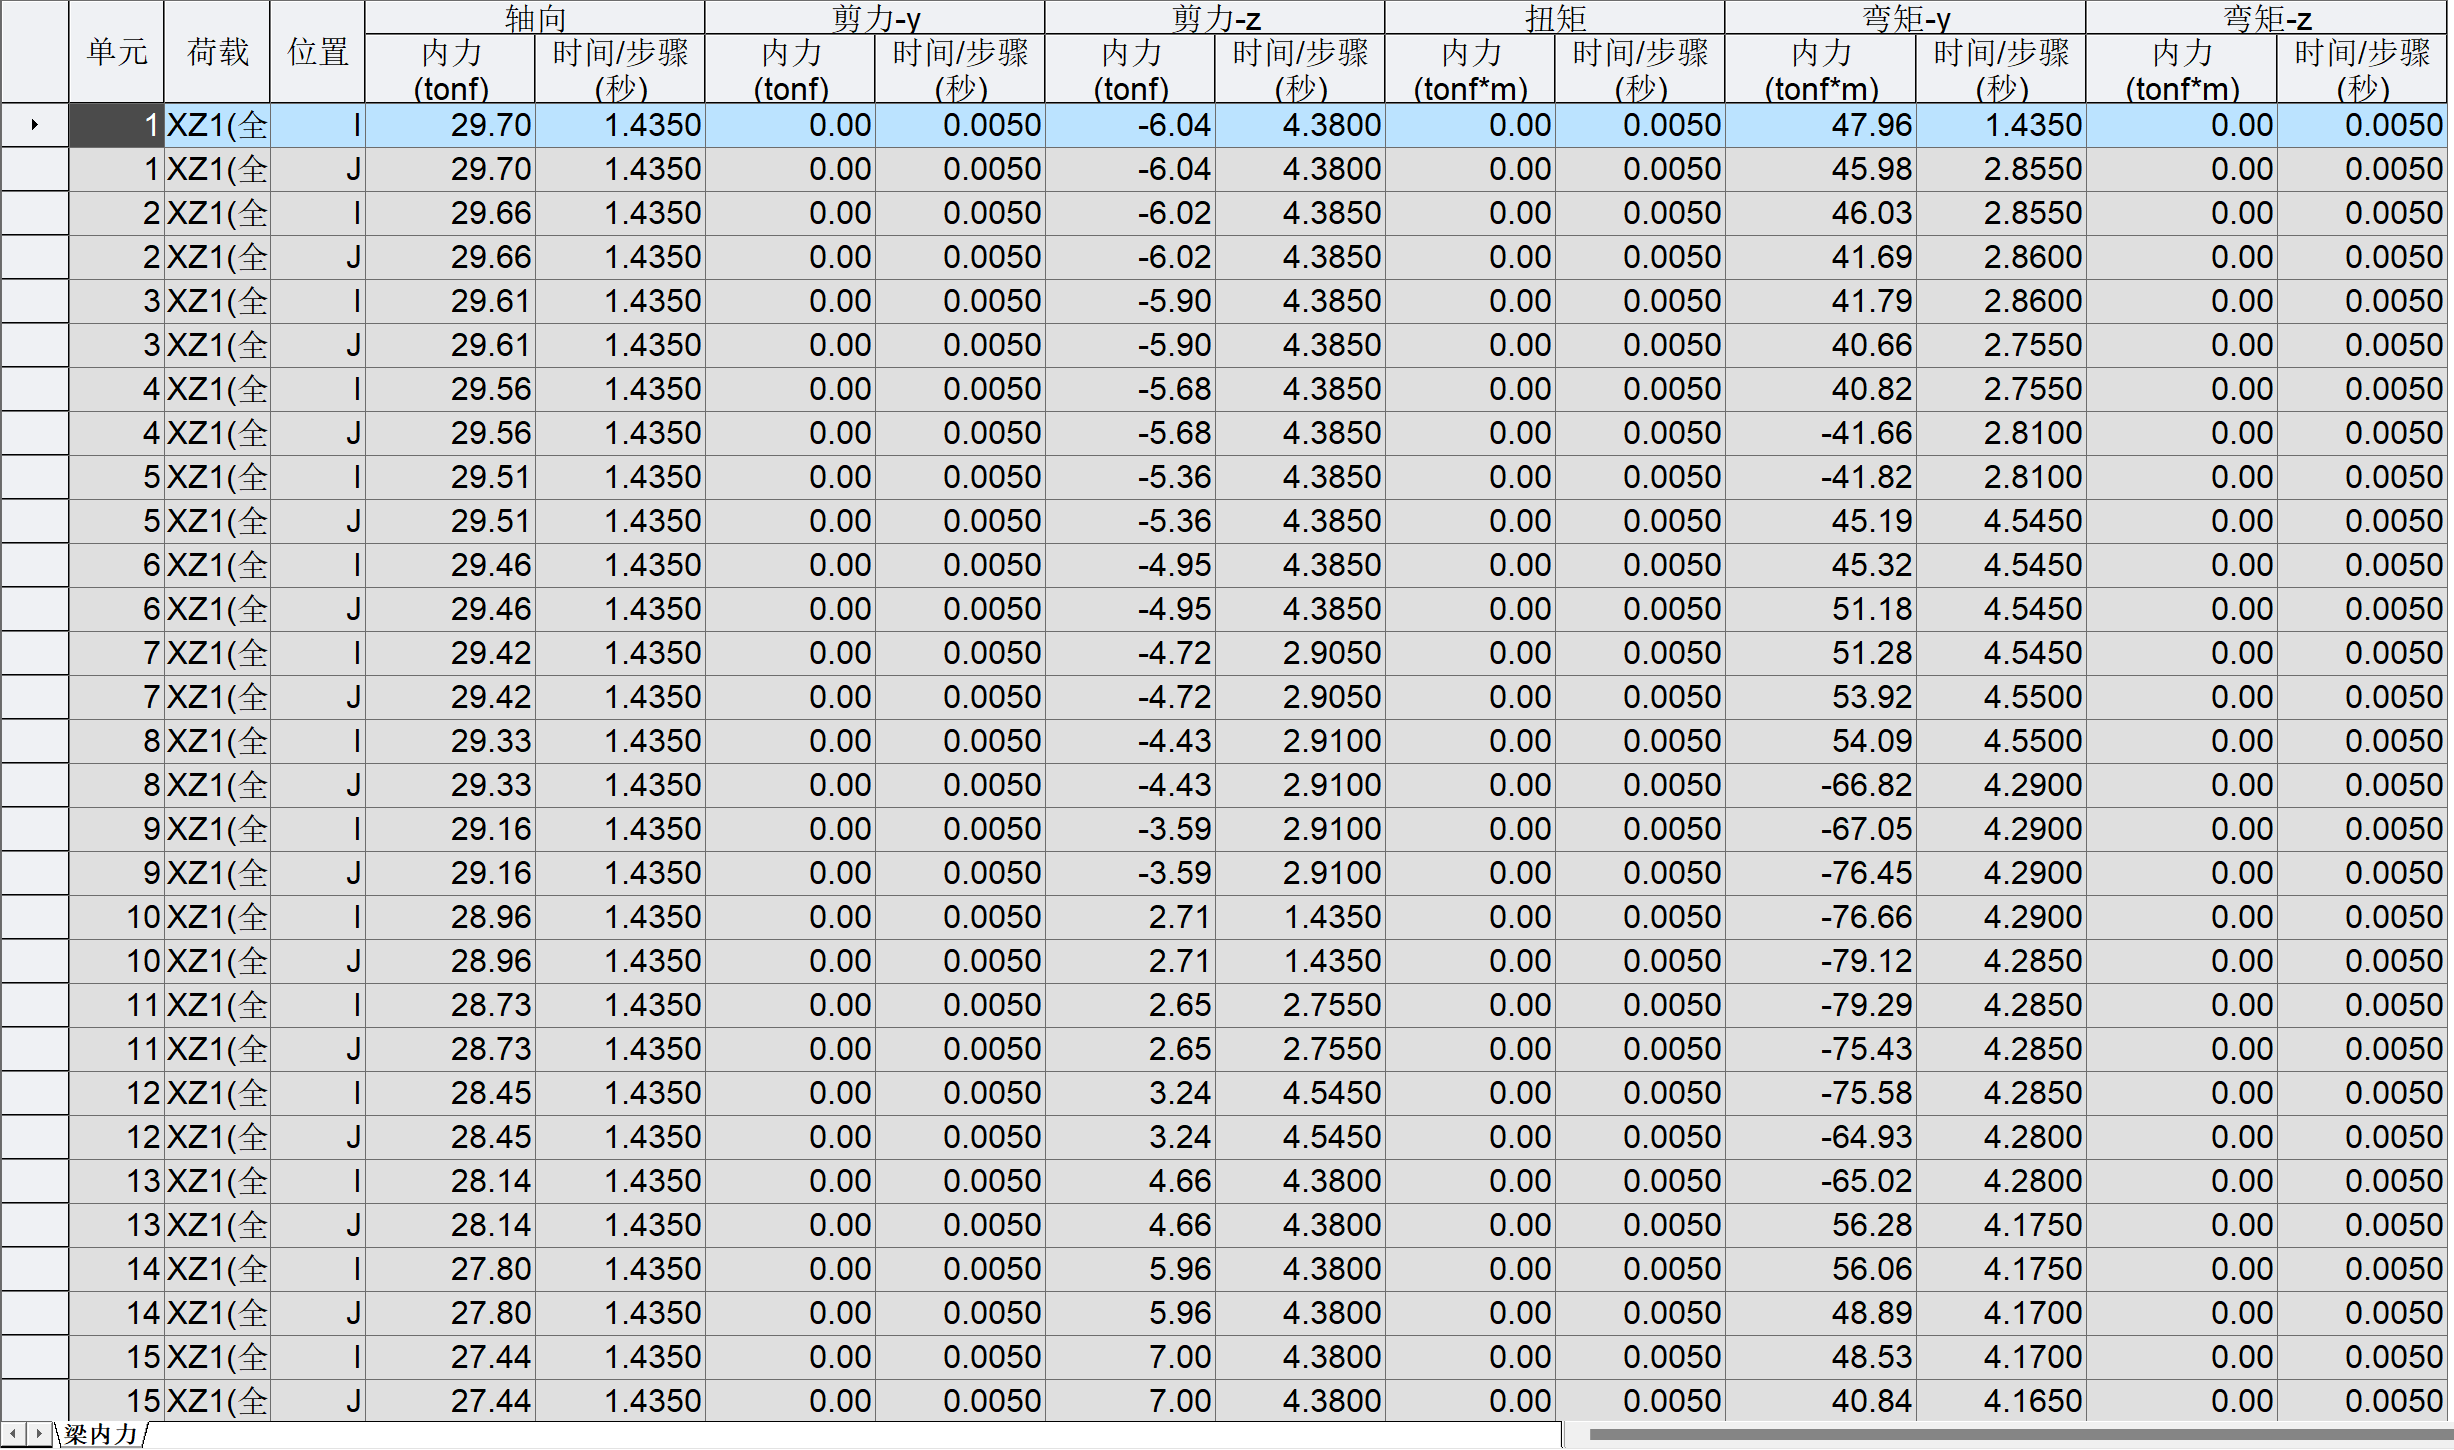 单元 荷载 位置 轴向 剪力-y 剪力-z 扭矩 弯矩-y 弯矩-z
内力 时间/步骤 内力 时间/步骤 内力 时间/步骤 内力 时间/步骤 内力 时间/步骤 内力 时间/步骤
(tonf) (秒) (tonf) (秒) (tonf) (秒) (tonf*m) (秒) (tonf*m) (秒) (tonf*m) (秒)
1 XZ1(全 I 29.70 1.4350 0.00 0.0050 -6.04 4.3800 0.00 0.0050 47.96 1.4350 0.00 0.0050
1 XZ1(全 J 29.70 1.4350 0.00 0.0050 -6.04 4.3800 0.00 0.0050 45.98 2.8550 0.00 0.0050
2 XZ1(全 I 29.66 1.4350 0.00 0.0050 -6.02 4.3850 0.00 0.0050 46.03 2.8550 0.00 0.0050
2 XZ1(全 J 29.66 1.4350 0.00 0.0050 -6.02 4.3850 0.00 0.0050 41.69 2.8600 0.00 0.0050
3 XZ1(全 I 29.61 1.4350 0.00 0.0050 -5.90 4.3850 0.00 0.0050 41.79 2.8600 0.00 0.0050
3 XZ1(全 J 29.61 1.4350 0.00 0.0050 -5.90 4.3850 0.00 0.0050 40.66 2.7550 0.00 0.0050
4 XZ1(全 I 29.56 1.4350 0.00 0.0050 -5.68 4.3850 0.00 0.0050 40.82 2.7550 0.00 0.0050
4 XZ1(全 J 29.56 1.4350 0.00 0.0050 -5.68 4.3850 0.00 0.0050 -41.66 2.8100 0.00 0.0050
5 XZ1(全 I 29.51 1.4350 0.00 0.0050 -5.36 4.3850 0.00 0.0050 -41.82 2.8100 0.00 0.0050
5 XZ1(全 J 29.51 1.4350 0.00 0.0050 -5.36 4.3850 0.00 0.0050 45.19 4.5450 0.00 0.0050
6 XZ1(全 I 29.46 1.4350 0.00 0.0050 -4.95 4.3850 0.00 0.0050 45.32 4.5450 0.00 0.0050
6 XZ1(全 J 29.46 1.4350 0.00 0.0050 -4.95 4.3850 0.00 0.0050 51.18 4.5450 0.00 0.0050
7 XZ1(全 I 29.42 1.4350 0.00 0.0050 -4.72 2.9050 0.00 0.0050 51.28 4.5450 0.00 0.0050
7 XZ1(全 J 29.42 1.4350 0.00 0.0050 -4.72 2.9050 0.00 0.0050 53.92 4.5500 0.00 0.0050
8 XZ1(全 I 29.33 1.4350 0.00 0.0050 -4.43 2.9100 0.00 0.0050 54.09 4.5500 0.00 0.0050
8 XZ1(全 J 29.33 1.4350 0.00 0.0050 -4.43 2.9100 0.00 0.0050 -66.82 4.2900 0.00 0.0050
9 XZ1(全 I 29.16 1.4350 0.00 0.0050 -3.59 2.9100 0.00 0.0050 -67.05 4.2900 0.00 0.0050
9 XZ1(全 J 29.16 1.4350 0.00 0.0050 -3.59 2.9100 0.00 0.0050 -76.45 4.2900 0.00 0.0050
10 XZ1(全 I 28.96 1.4350 0.00 0.0050 2.71 1.4350 0.00 0.0050 -76.66 4.2900 0.00 0.0050
10 XZ1(全 J 28.96 1.4350 0.00 0.0050 2.71 1.4350 0.00 0.0050 -79.12 4.2850 0.00 0.0050
11 XZ1(全 I 28.73 1.4350 0.00 0.0050 2.65 2.7550 0.00 0.0050 -79.29 4.2850 0.00 0.0050
11 XZ1(全 J 28.73 1.4350 0.00 0.0050 2.65 2.7550 0.00 0.0050 -75.43 4.2850 0.00 0.0050
12 XZ1(全 I 28.45 1.4350 0.00 0.0050 3.24 4.5450 0.00 0.0050 -75.58 4.2850 0.00 0.0050
12 XZ1(全 J 28.45 1.4350 0.00 0.0050 3.24 4.5450 0.00 0.0050 -64.93 4.2800 0.00 0.0050
13 XZ1(全 I 28.14 1.4350 0.00 0.0050 4.66 4.3800 0.00 0.0050 -65.02 4.2800 0.00 0.0050
13 XZ1(全 J 28.14 1.4350 0.00 0.0050 4.66 4.3800 0.00 0.0050 56.28 4.1750 0.00 0.0050
14 XZ1(全 I 27.80 1.4350 0.00 0.0050 5.96 4.3800 0.00 0.0050 56.06 4.1750 0.00 0.0050
14 XZ1(全 J 27.80 1.4350 0.00 0.0050 5.96 4.3800 0.00 0.0050 48.89 4.1700 0.00 0.0050
15 XZ1(全 I 27.44 1.4350 0.00 0.0050 7.00 4.3800 0.00 0.0050 48.53 4.1700 0.00 0.0050
15 XZ1(全 J 27.44 1.4350 0.00 0.0050 7.00 4.3800 0.00 0.0050 40.84 4.1650 0.00 0.0050
梁内力